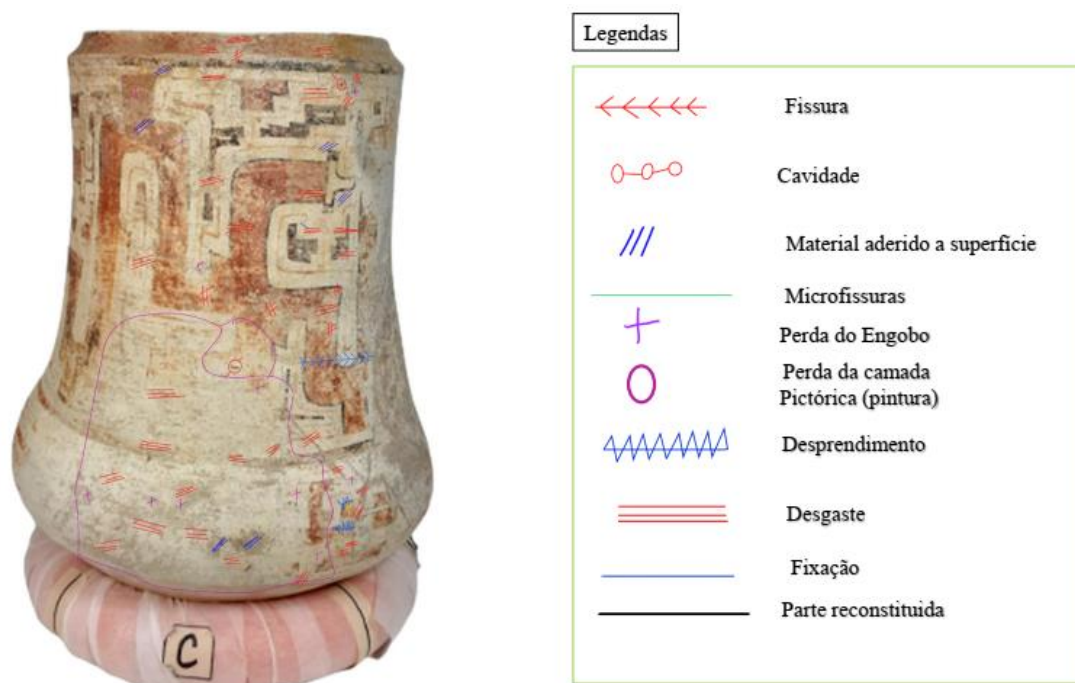 Legendas
Fissura
Cavidade
Material aderido a superfície
Microfissuras
Perda do Engobo
Perda da camada
Pictórica (pintura)
Desprendimento
Desgaste
Fixação
Parte reconstituida
C